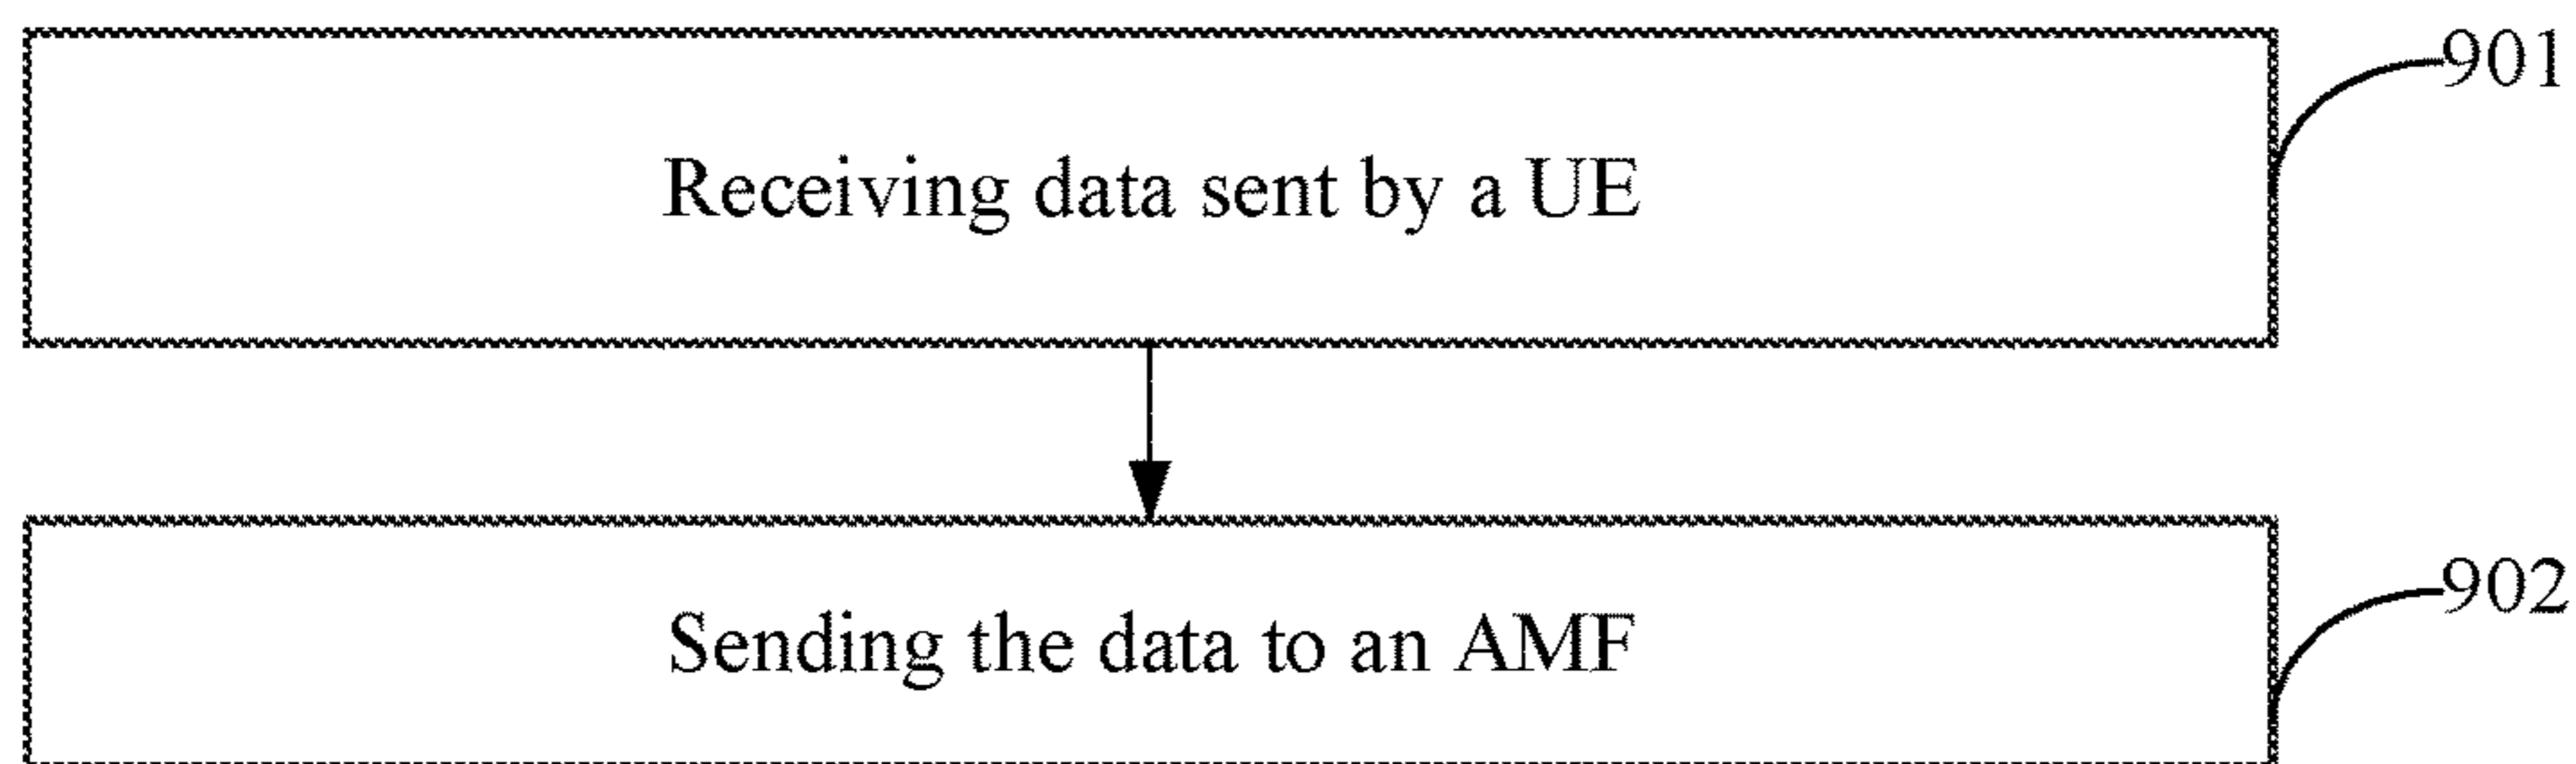 901
Receiving data sent by a UE
902
Sending the data to an AMF